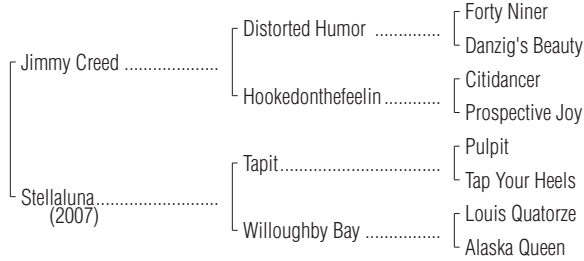 Forty Niner
Distorted Humor ..............
Danzig's Beauty
Jimmy Creed .....................
Citidancer
Hookedonthefeelin............
Prospective Joy
Pulpit
Tapit..................................
Tap Your Heels
Stellaluna...........................
(2007)
Louis Quatorze
Willoughby Bay ................
Alaska Queen